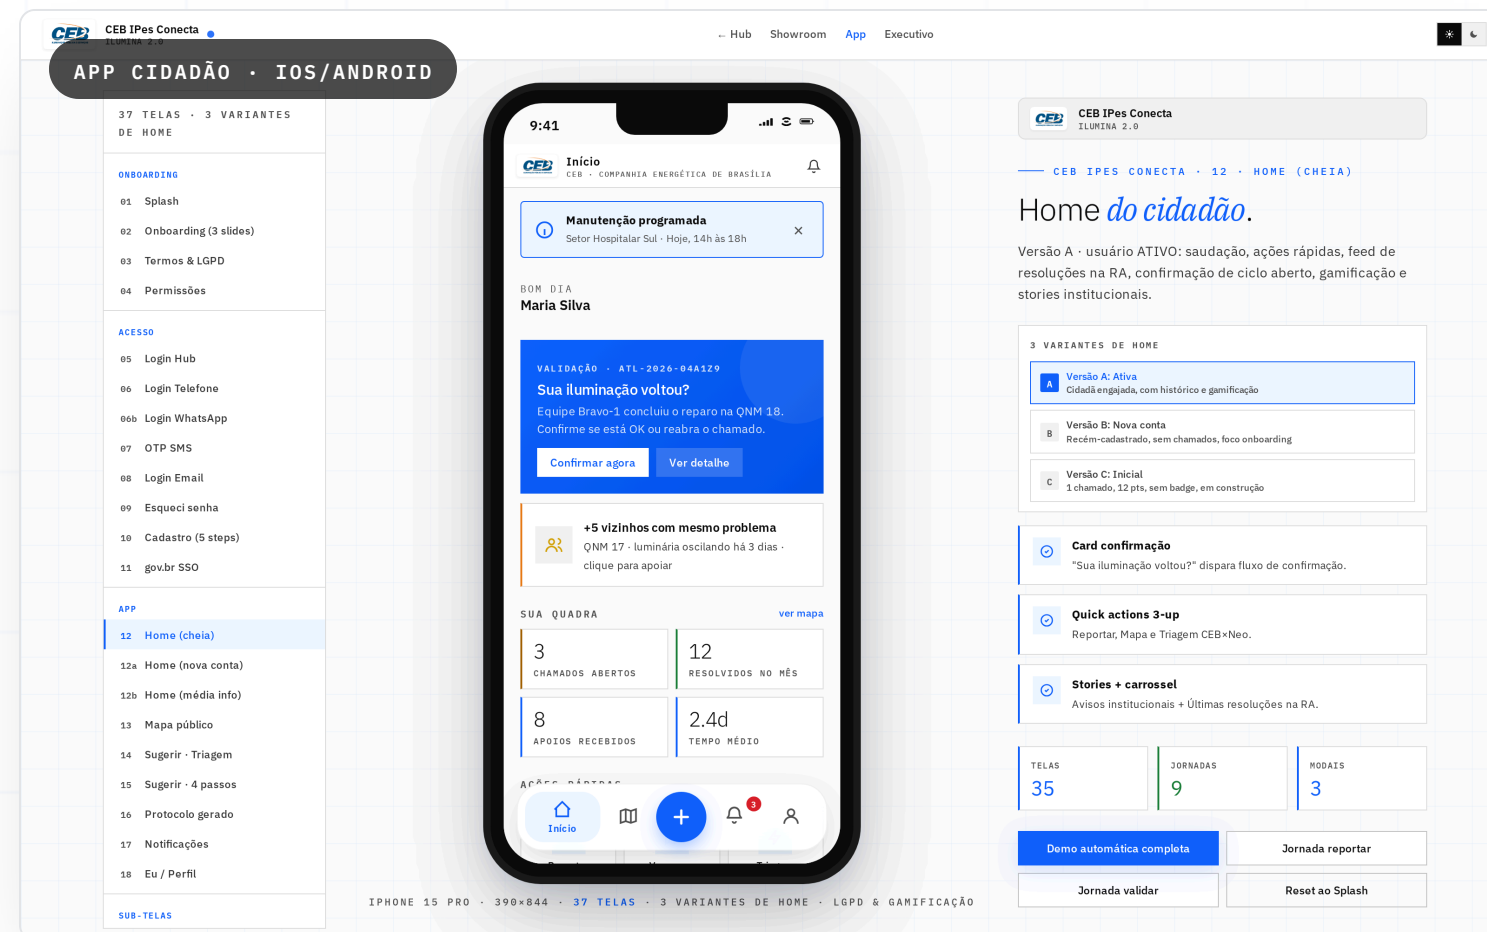 CEB
CEB IPes Conecta
ILUMINA 2.0
← Hub
Showroom
App
Executivo
APP CIDADÃO · IOS/ANDROID
37 TELAS · 3 VARIANTES
DE HOME
ONBOARDING
01 Splash
02 Onboarding (3 slides)
03 Termos & LGPD
04 Permissões
ACESSO
05 Login Hub
06 Login Telefone
06b Login WhatsApp
07 OTP SMS
08 Login Email
09 Esqueci senha
10 Cadastro (5 steps)
11 gov.br SSO
APP
12 Home (cheia)
12a Home (nova conta)
12b Home (média info)
13 Mapa público
14 Sugerir · Triagem
15 Sugerir · 4 passos
16 Protocolo gerado
17 Notificações
18 Eu / Perfil
SUB-TELAS
9:41
CEB
Início
CEB · COMPANHIA ENERGÉTICA DE BRASÍLIA
Manutenção programada
Setor Hospitalar Sul · Hoje, 14h às 18h
BOM DIA
Maria Silva
VALIDAÇÃO · ATL-2026-04A1Z9
Sua iluminação voltou?
Equipe Bravo-1 concluiu o reparo na QNM 18.
Confirme se está OK ou reabra o chamado.
Confirmar agora
Ver detalhe
+5 vizinhos com mesmo problema
QNM 17 · luminária oscilando há 3 dias ·
clique para apoiar
SUA QUADRA
ver mapa
3
CHAMADOS ABERTOS
12
RESOLVIDOS NO MÊS
8
APOIOS RECEBIDOS
2.4d
TEMPO MÉDIO
AÇÕES RÁPIDAS
Início
3
IPHONE 15 PRO · 390×844 · 37 TELAS · 3 VARIANTES DE HOME · LGPD & GAMIFICAÇÃO
CEB
CEB IPes Conecta
ILUMINA 2.0
CEB IPES CONECTA · 12 · HOME (CHEIA)
Home do cidadão.
Versão A · usuário ATIVO: saudação, ações rápidas, feed de
resoluções na RA, confirmação de ciclo aberto, gamificação e
stories institucionais.
3 VARIANTES DE HOME
A
Versão A: Ativa
Cidadã engajada, com histórico e gamificação
B
Versão B: Nova conta
Recém-cadastrado, sem chamados, foco onboarding
C
Versão C: Inicial
1 chamado, 12 pts, sem badge, em construção
Card confirmação
"Sua iluminação voltou?" dispara fluxo de confirmação.
Quick actions 3-up
Reportar, Mapa e Triagem CEB×Neo.
Stories + carrossel
Avisos institucionais + Últimas resoluções na RA.
TELAS
35
JORNADAS
9
MODAIS
3
Demo automática completa
Jornada reportar
Jornada validar
Reset ao Splash